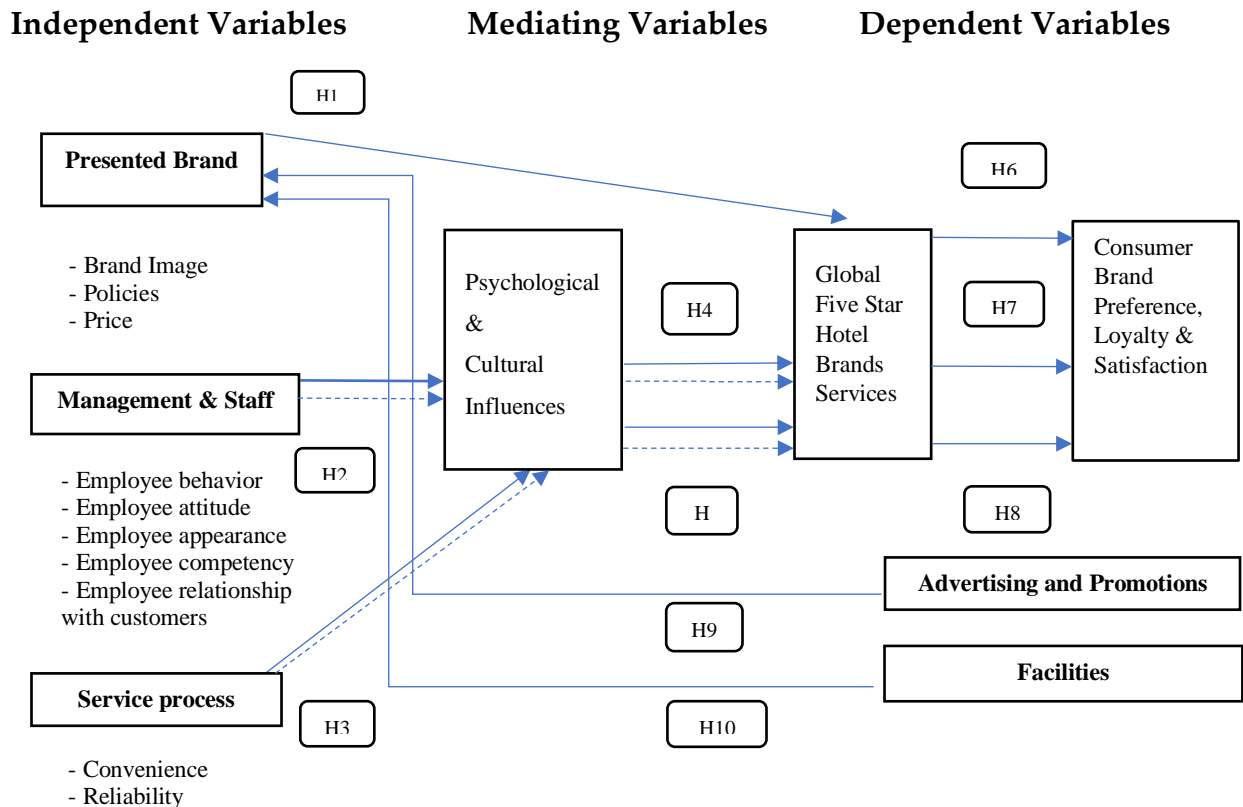 Independent Variables
Mediating Variables
Dependent Variables
H1
Presented Brand
- Brand Image
- Policies
- Price
Management & Staff
H2
- Employee behavior
- Employee attitude
- Employee appearance
- Employee competency
- Employee relationship
with customers
Service process
H3
- Convenience
- Reliability
Psychological
&
Cultural
Influences
H4
H
H9
H10
Global
Five Star
Hotel
Brands
Services
H6
H7
H8
Consumer
Brand
Preference,
Loyalty &
Satisfaction
Advertising and Promotions
Facilities